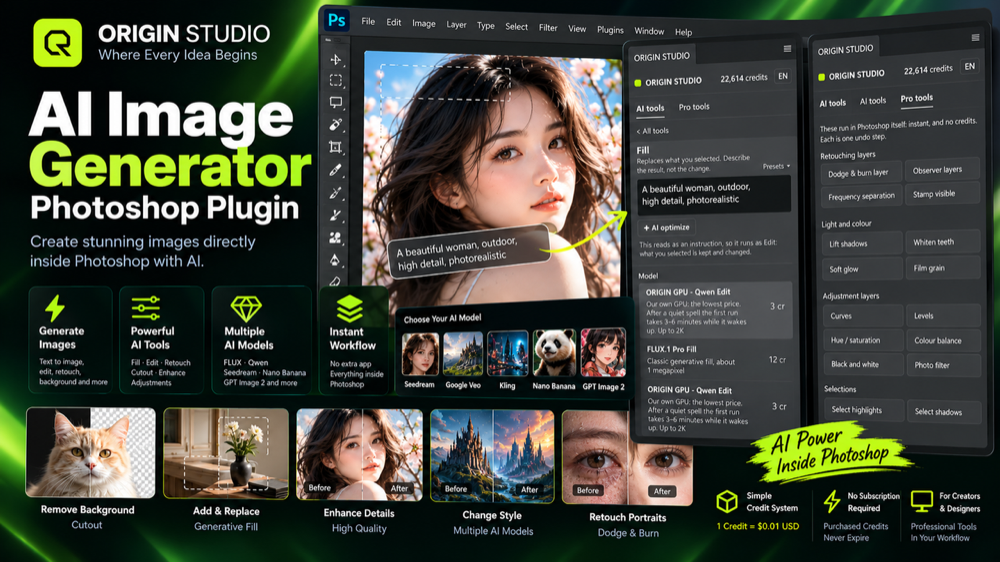 ORIGIN STUDIO
Where Every Idea Begins
AI Image
Generator
Photoshop Plugin
Create stunning images directly
inside Photoshop with AI.
Generate
Images
Text to image,
edit, retouch,
background and more
Powerful
AI Tools
Fill · Edit · Retouch
Cutout · Enhance
Adjustments
Multiple
AI Models
FLUX · Qwen
Seedream · Nano Banana
GPT Image 2 and more
Instant
Workflow
No extra app
Everything inside
Photoshop
Ps
File Edit Image Layer Type Select Filter View Plugins Window Help
A beautiful woman, outdoor,
high detail, photorealistic
Choose Your AI Model
Seedream
Google Veo
Kling
Nano Banana
GPT Image 2
ORIGIN STUDIO
ORIGIN STUDIO 22,614 credits EN
AI tools Pro tools
< All tools
Fill
Replaces what you selected. Describe
the result, not the change.
Presets
A beautiful woman, outdoor,
high detail, photorealistic
+ AI optimize
This reads as an instruction, so it runs as Edit:
what you selected is kept and changed.
Model
ORIGIN GPU - Qwen Edit
Our own GPU: the lowest price.
After a quiet spell the first run
takes 3-6 minutes while it wakes
up. Up to 2K
3 cr
FLUX.1 Pro Fill
Classic generative fill, about
1 megapixel
12 cr
ORIGIN GPU - Qwen Edit
Our own GPU: the lowest price.
After a quiet spell the first run
takes 3-6 minutes while it wakes
up. Up to 2K
3 cr
ORIGIN STUDIO
ORIGIN STUDIO 22,614 credits EN
AI tools AI tools Pro tools
These run in Photoshop itself: instant, and no credits.
Each is one undo step.
Retouching layers
Dodge & burn layer
Observer layers
Frequency separation
Stamp visible
Light and colour
Lift shadows
Whiten teeth
Soft glow
Film grain
Adjustment layers
Curves
Levels
Hue / saturation
Colour balance
Black and white
Photo filter
Selections
Select highlights
Select shadows
AI Power
Inside Photoshop
Remove Background
Cutout
Add & Replace
Generative Fill
Before
After
Enhance Details
High Quality
Before
After
Change Style
Multiple AI Models
Before
After
Retouch Portraits
Dodge & Burn
Simple
Credit System
1 Credit = $0.01 USD
No Subscription
Required
Purchased Credits
Never Expire
For Creators
& Designers
Professional Tools
In Your Workflow